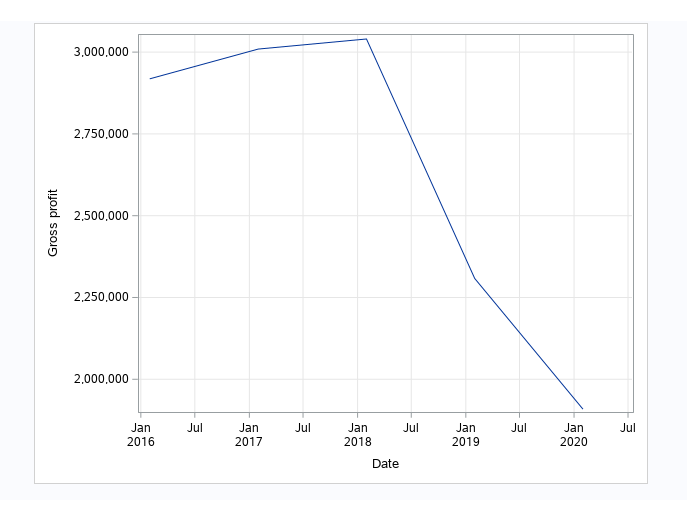 3,000,000
2,750,000
2,500,000
2,250,000
2,000,000
Gross profit
Jan Jul Jan Jul Jan Jul Jan Jul Jan Jul
2016 2017 2018 2019 2020
Date